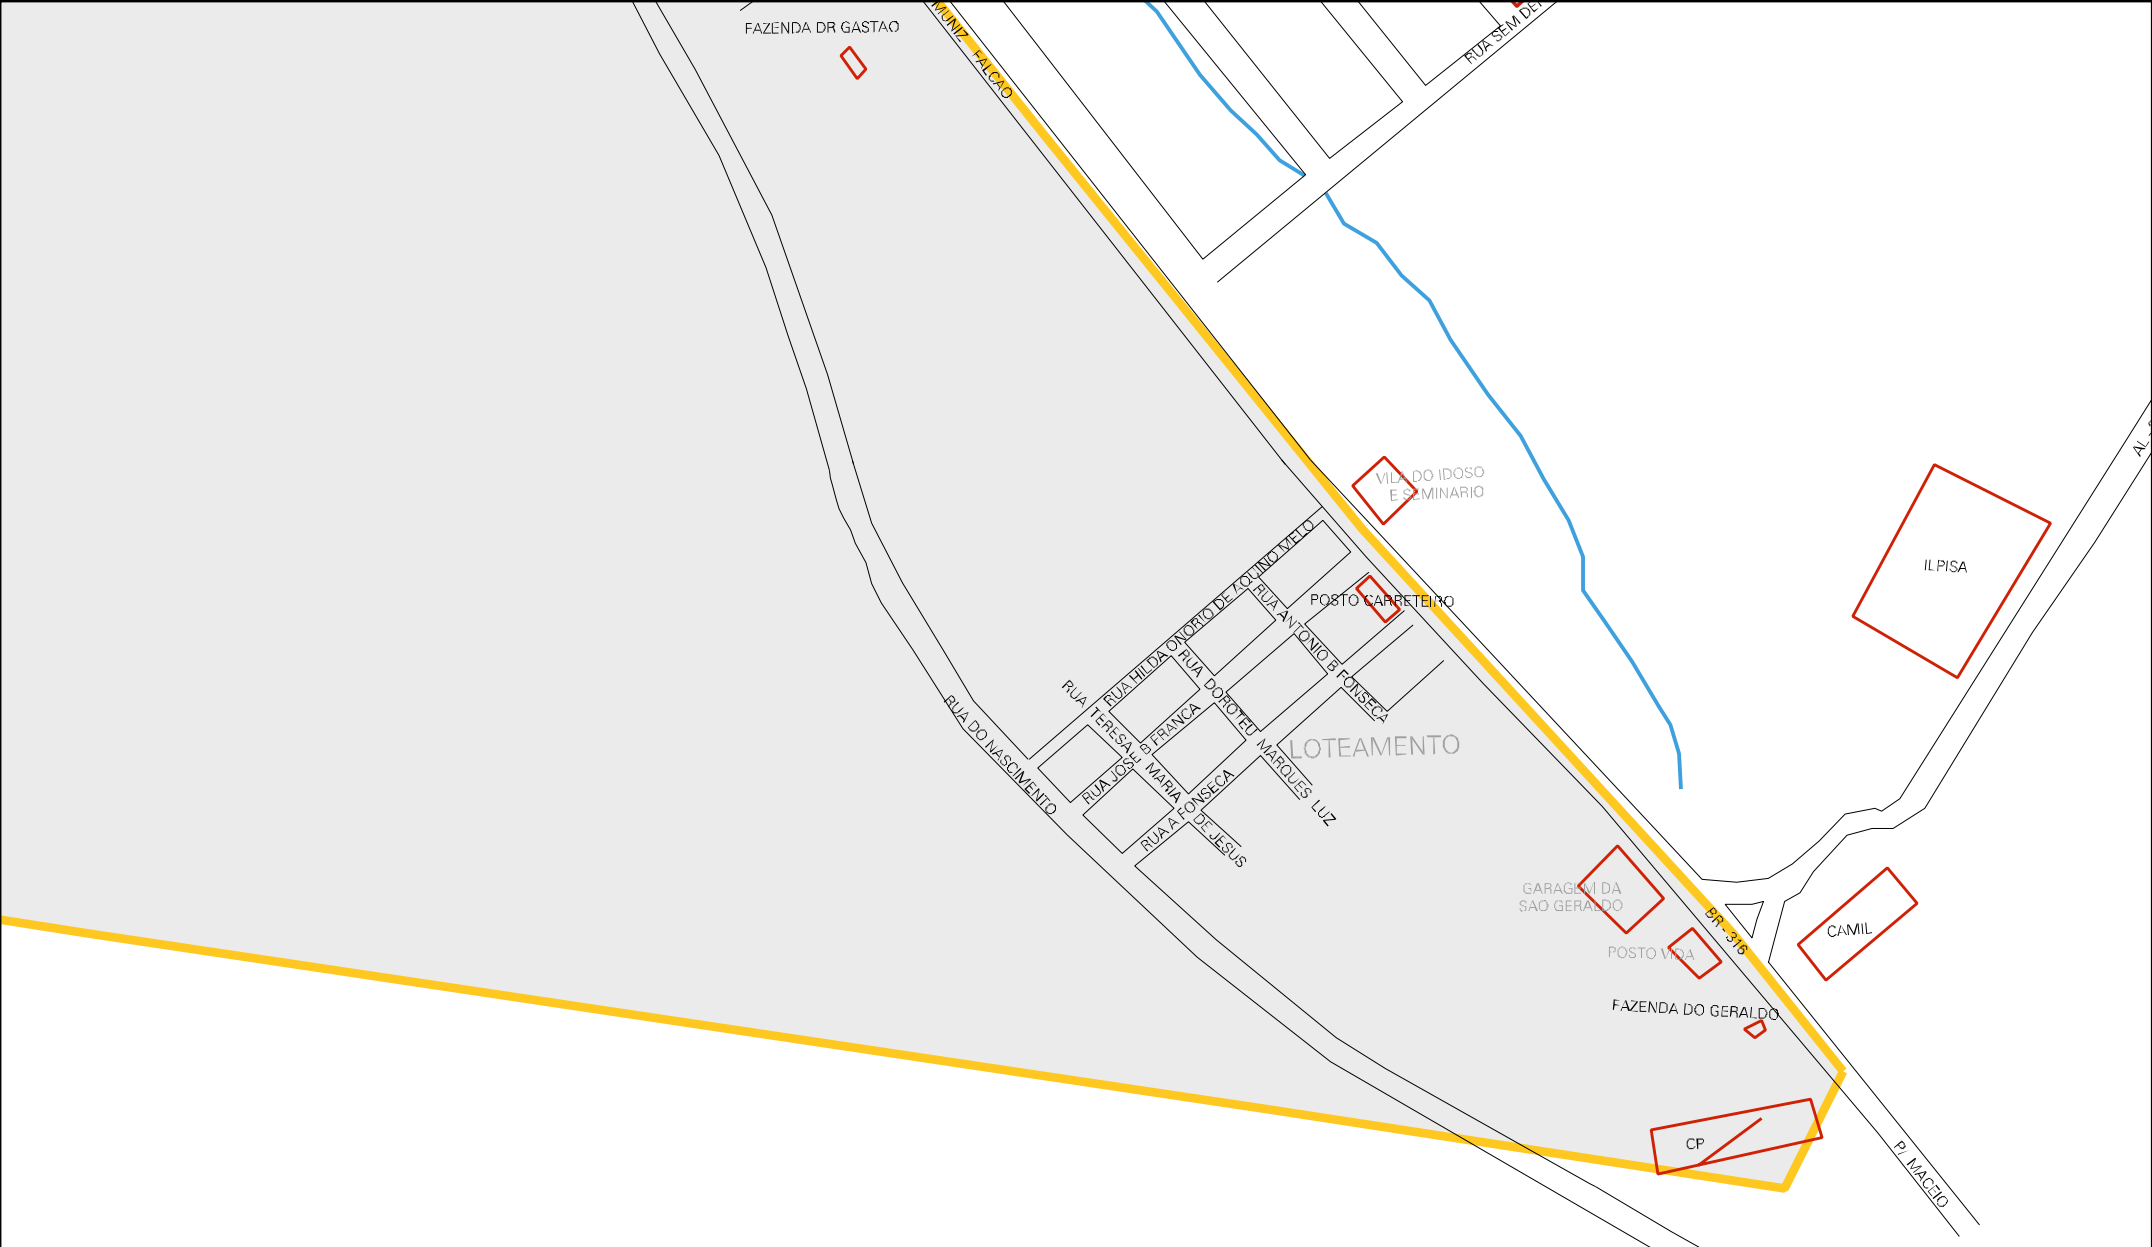 MUNIZ FALCAO
FAZENDA DR GASTAO
RUA SEM DE
VILA DO IDOSO
E SEMINARIO
AL -
ILPISA
RUA HILDA ONORIO DE AQUINO MELO
POSTO CARRETEIRO
RUA ANTONIO B FONSECA
RUA DOROTEU MARQUES LUZ
RUA TERESA MARIA DE JESUS
RUA JOSE B FRANCA
RUA A FONSECA
RUA DO NASCIMENTO
LOTEAMENTO
GARAGEM DA
SAO GERALDO
BR - 316
CAMIL
POSTO VIDA
FAZENDA DO GERALDO
CP
P/ MACEIO